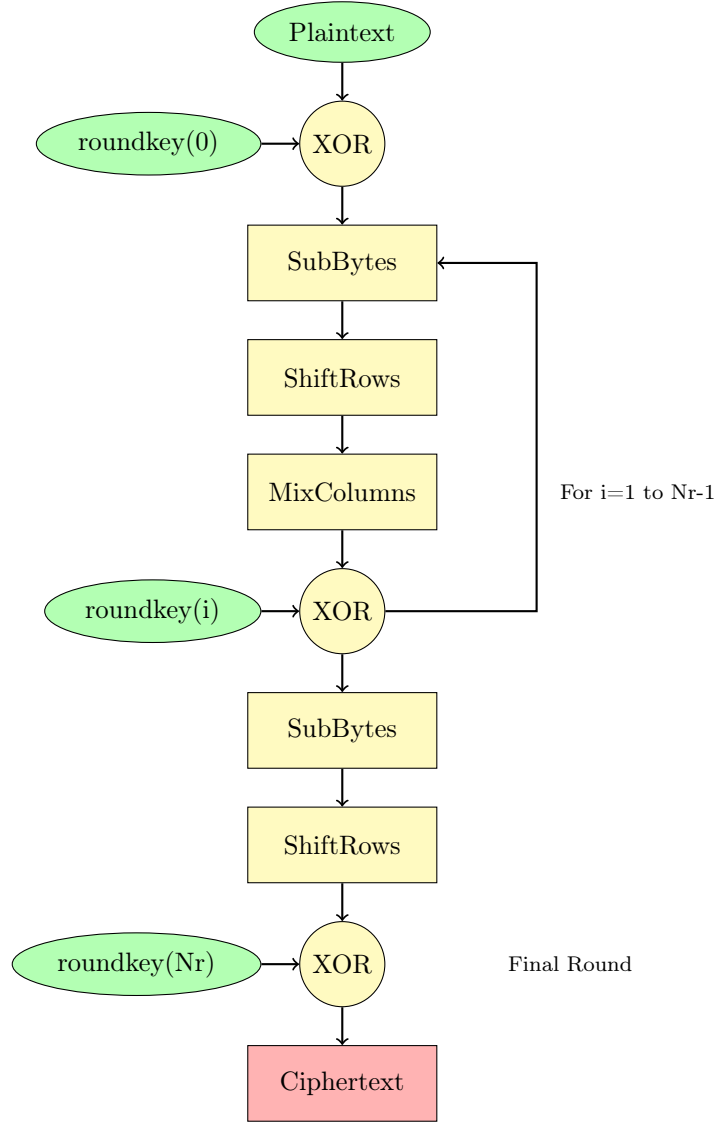 Plaintext
roundkey(0)
XOR
SubBytes
ShiftRows
MixColumns
For i=1 to Nr-1
roundkey(i)
XOR
SubBytes
ShiftRows
roundkey(Nr)
XOR
Final Round
Ciphertext